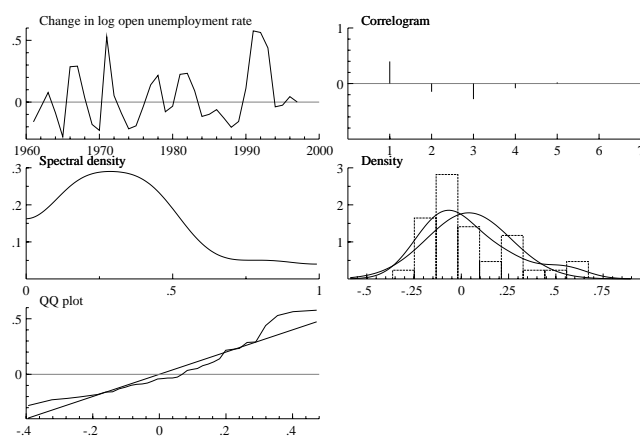 Change in log open unemployment rate
.5
0
1960 1970 1980 1990 2000
Correlogram
1
0
1 2 3 4 5 6 7
Spectral density
.3
.2
.1
0 .5 1
Density
3
2
1
-.5 -.25 0 .25 .5 .75
QQ plot
.5
0
-.4 -.2 0 .2 .4